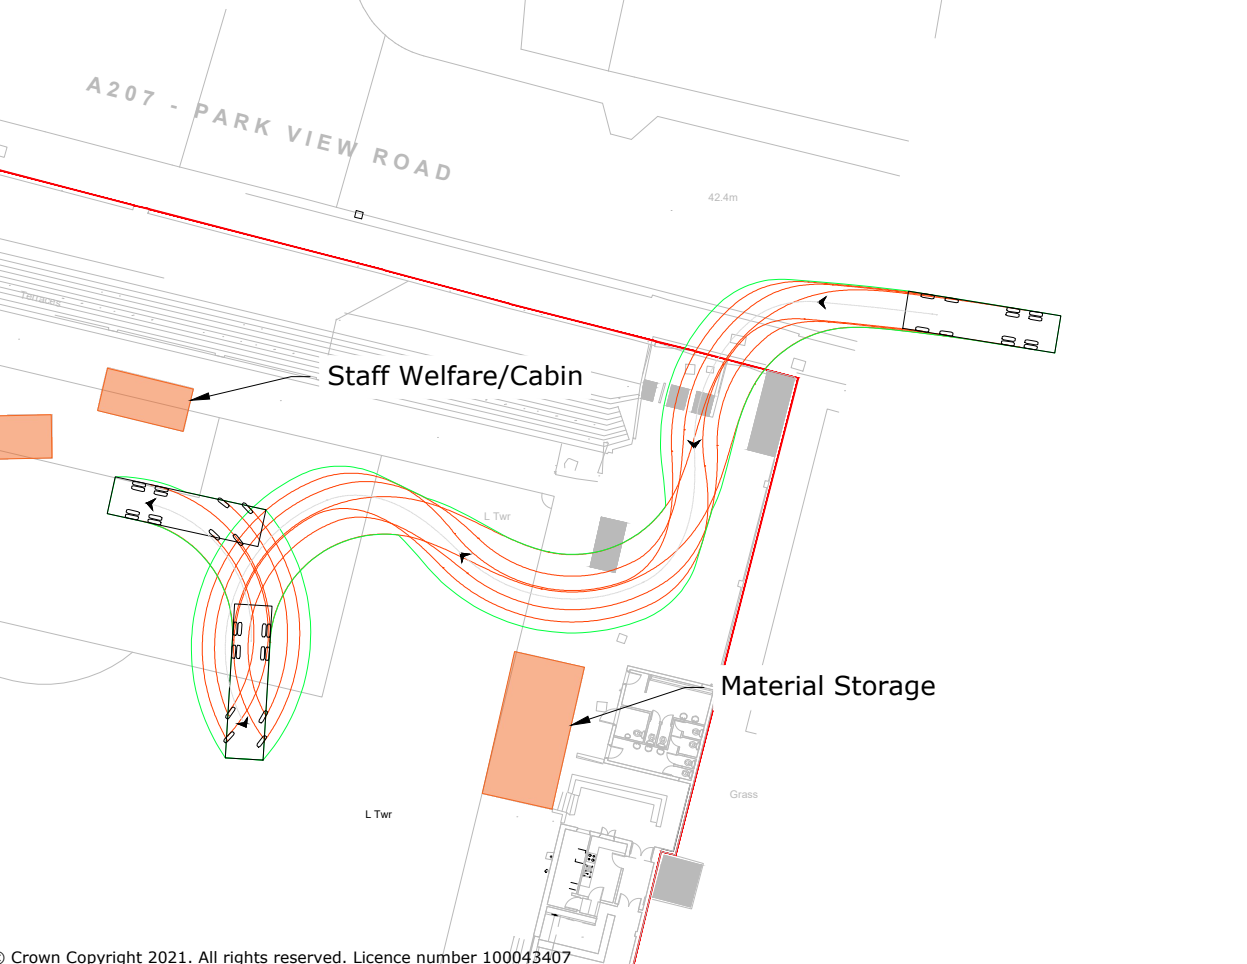 A207 - PARK VIEW ROAD
42.4m
Terraces
Staff Welfare/Cabin
L Twr
Material Storage
Grass
L Twr
© Crown Copyright 2021. All rights reserved. Licence number 100043407